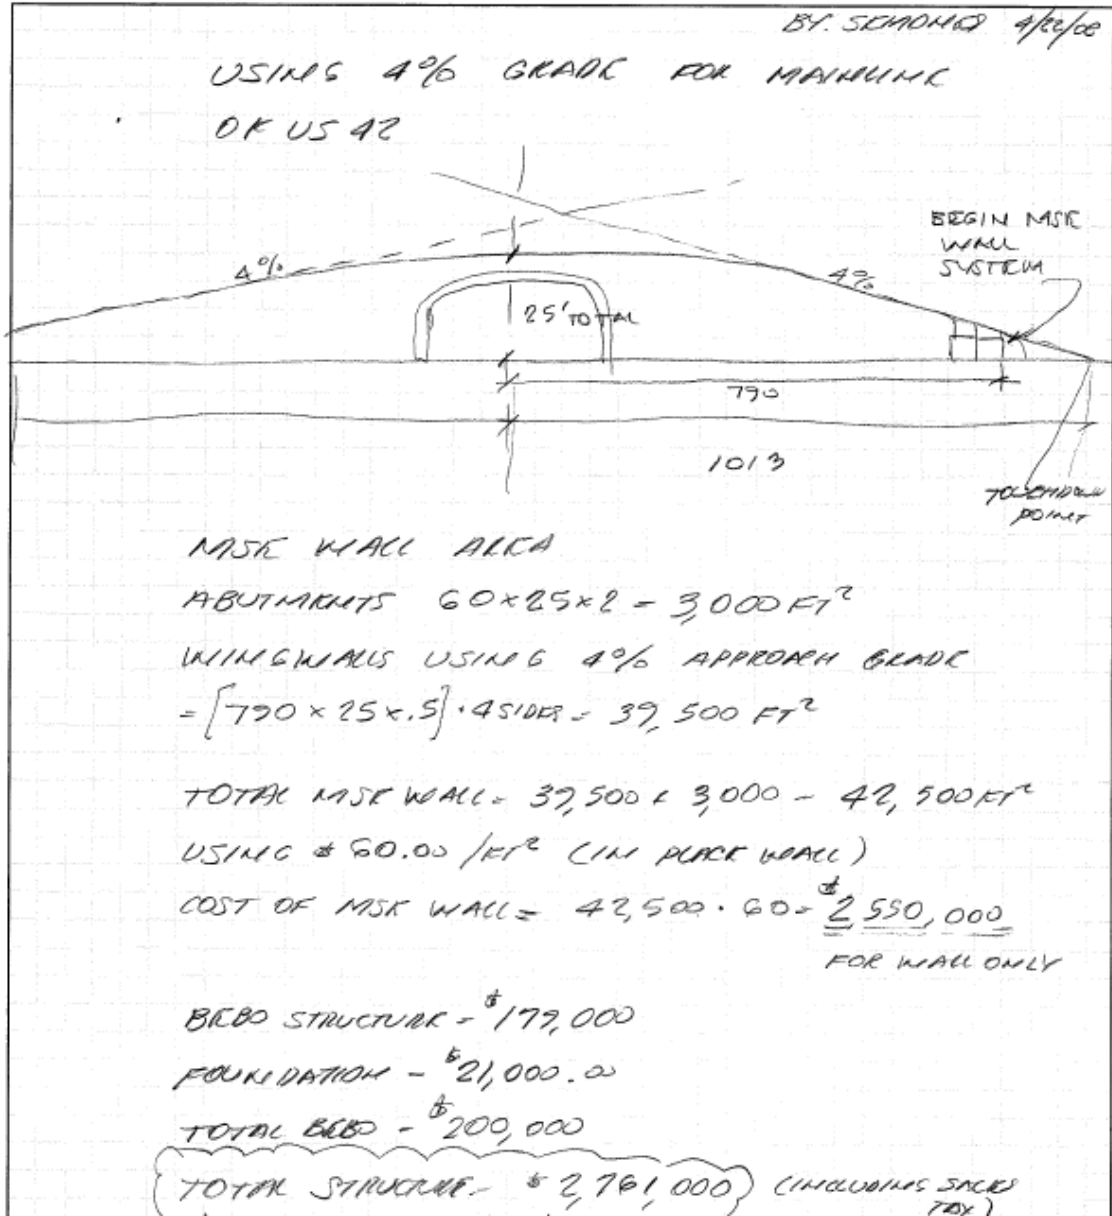 4/22/08
USING 4% GRADE FOR MAINLINE
OF US 42
BEGIN MSE
WALL
SYSTEM
4%
4%
25' TOTAL
790
1013
TOUCHDOWN
POINT
MSE WALL AREA
ABUTMENTS 60×25×2 = 3,000 FT²
WINGWALLS USING 4% APPROACH GRADE
= [790 × 25 × .5] · 4 SIDES = 39,500 FT²
TOTAL MSE WALL = 39,500 + 3,000 = 42,500 FT²
USING $60.00 /FT² (IN PLACE WALL)
COST OF MSE WALL = 42,500 · 60 = $2,550,000
FOR WALL ONLY
BEBO STRUCTURE = $179,000
FOUNDATION - $21,000.00
TOTAL BEBO - $200,000
TOTAL STRUCTURE - $2,761,000 (INCLUDING SALES
TAX)